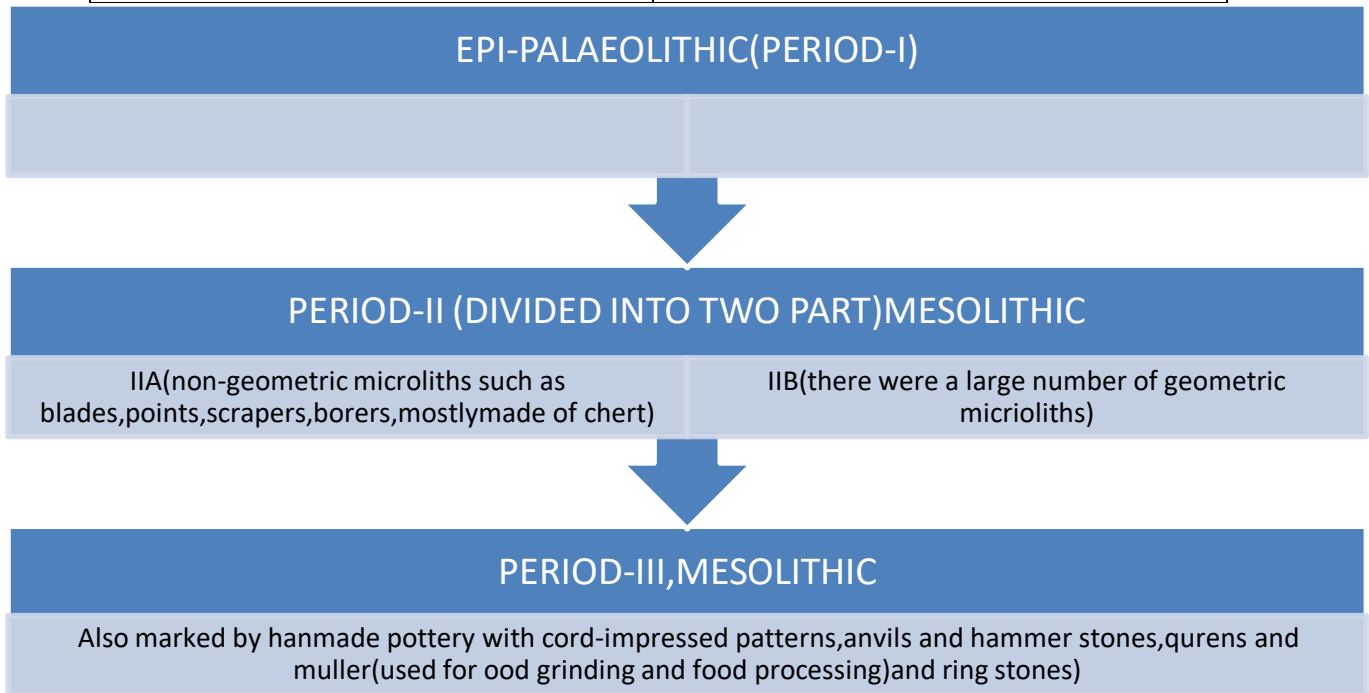 EPI-PALAEOLITHIC(PERIOD-I)
PERIOD-II (DIVIDED INTO TWO PART)MESOLITHIC
IIA(non-geometric microliths such as
blades,points,scrapers,borers,mostlymade of chert)
IIB(there were a large number of geometric
micrioliths)
PERIOD-III,MESOLITHIC
Also marked by hanmade pottery with cord-impressed patterns,anvils and hammer stones,qurens and
muller(used for ood grinding and food processing)and ring stones)